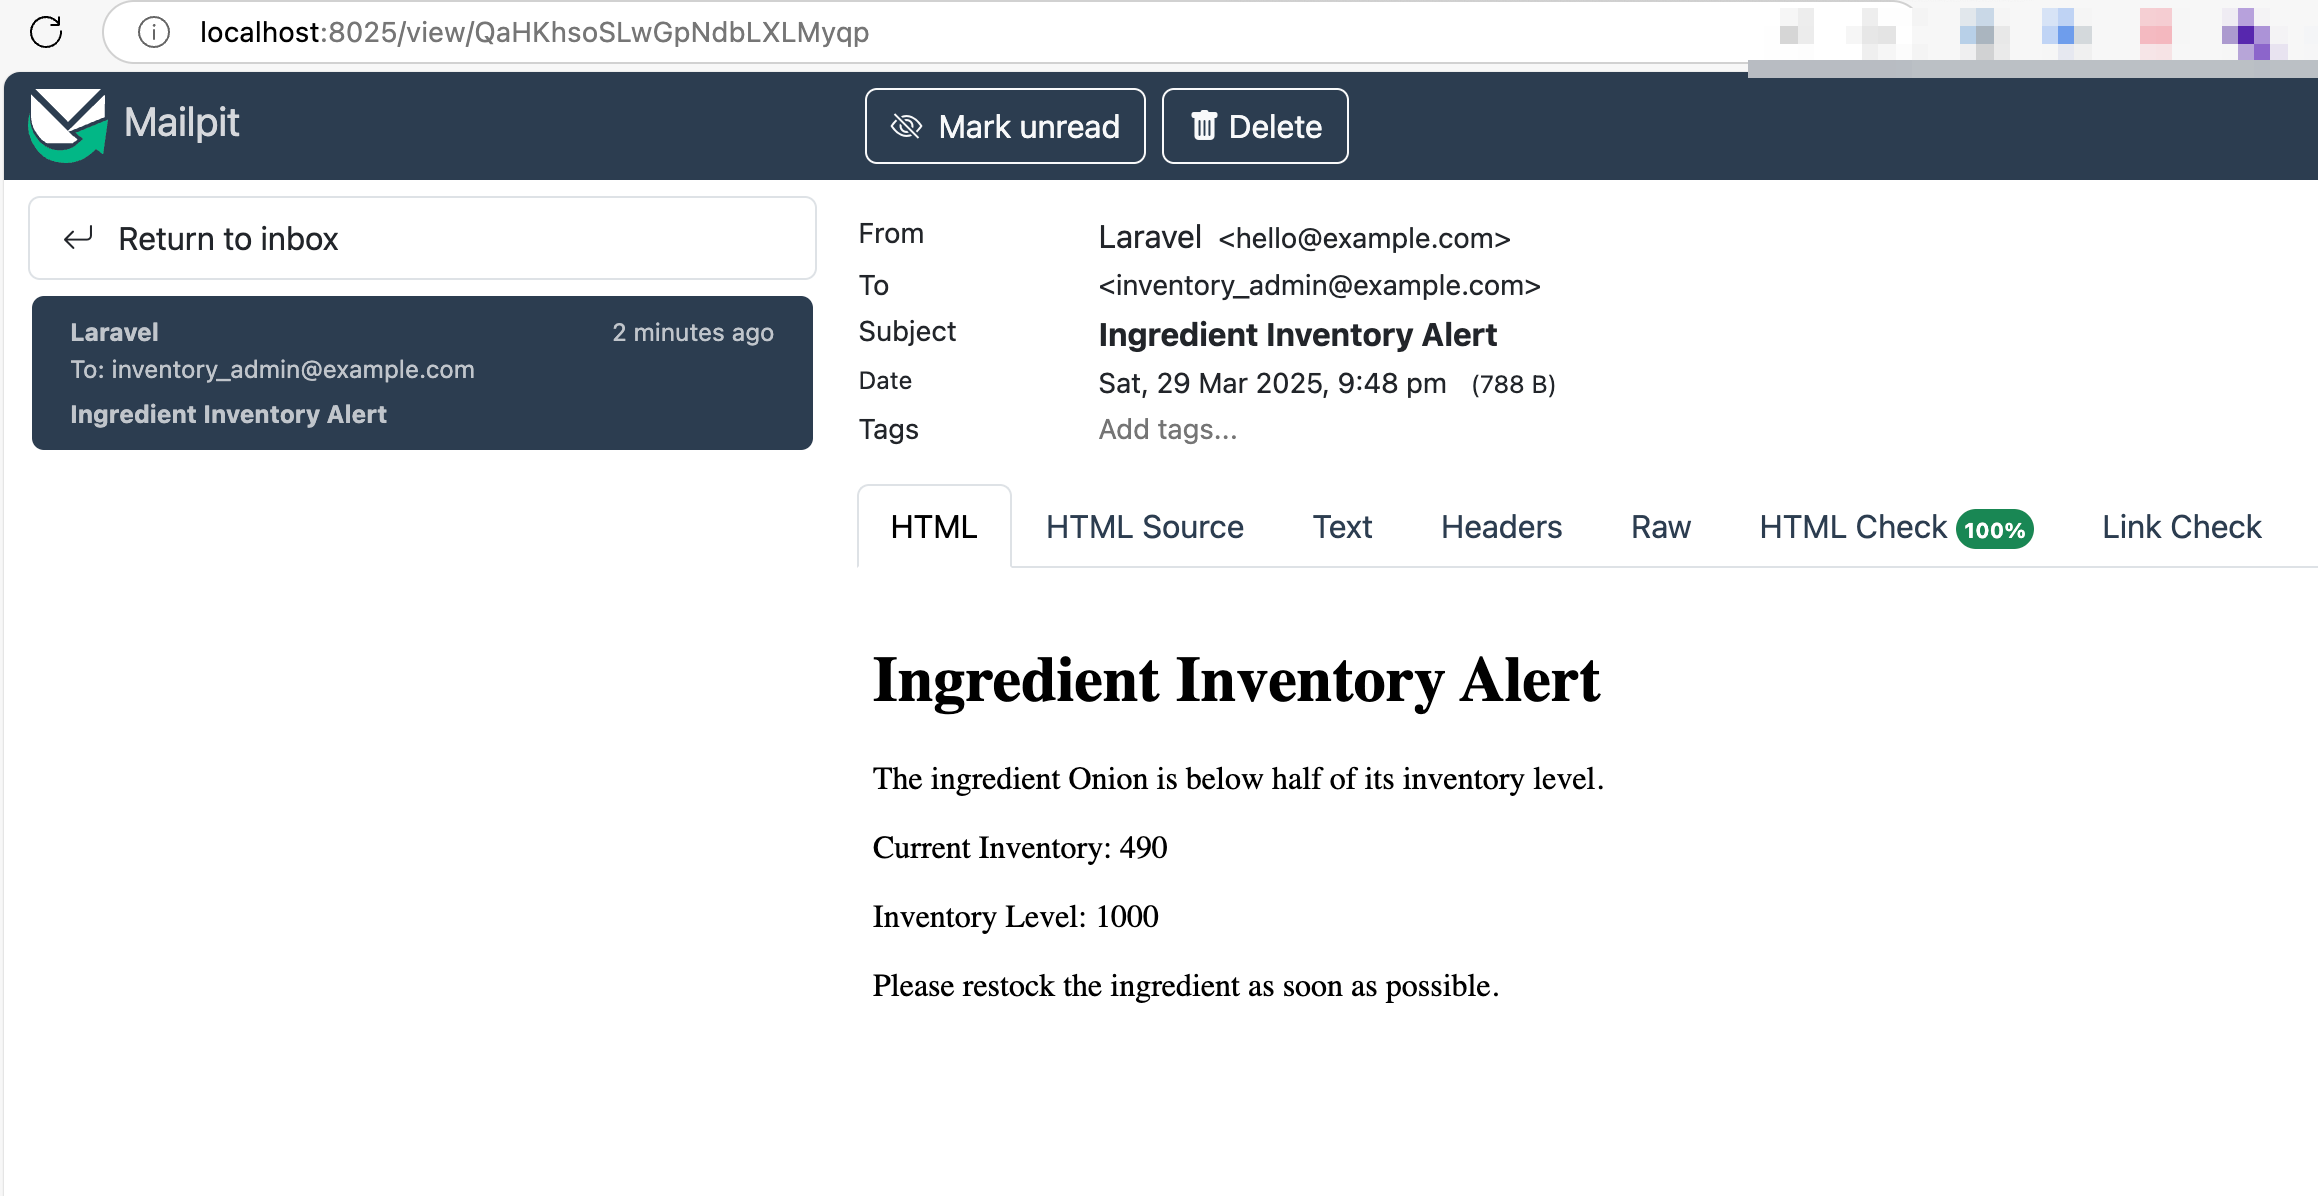 localhost:8025/view/QaHKhsoSLwGpNdbLXLMyqp
Mailpit
Mark unread
Delete
Return to inbox
Laravel 2 minutes ago
To: inventory_admin@example.com
Ingredient Inventory Alert
From Laravel <hello@example.com>
To <inventory_admin@example.com>
Subject Ingredient Inventory Alert
Date Sat, 29 Mar 2025, 9:48 pm (788 B)
Tags Add tags...
HTML HTML Source Text Headers Raw HTML Check 100% Link Check
Ingredient Inventory Alert
The ingredient Onion is below half of its inventory level.
Current Inventory: 490
Inventory Level: 1000
Please restock the ingredient as soon as possible.